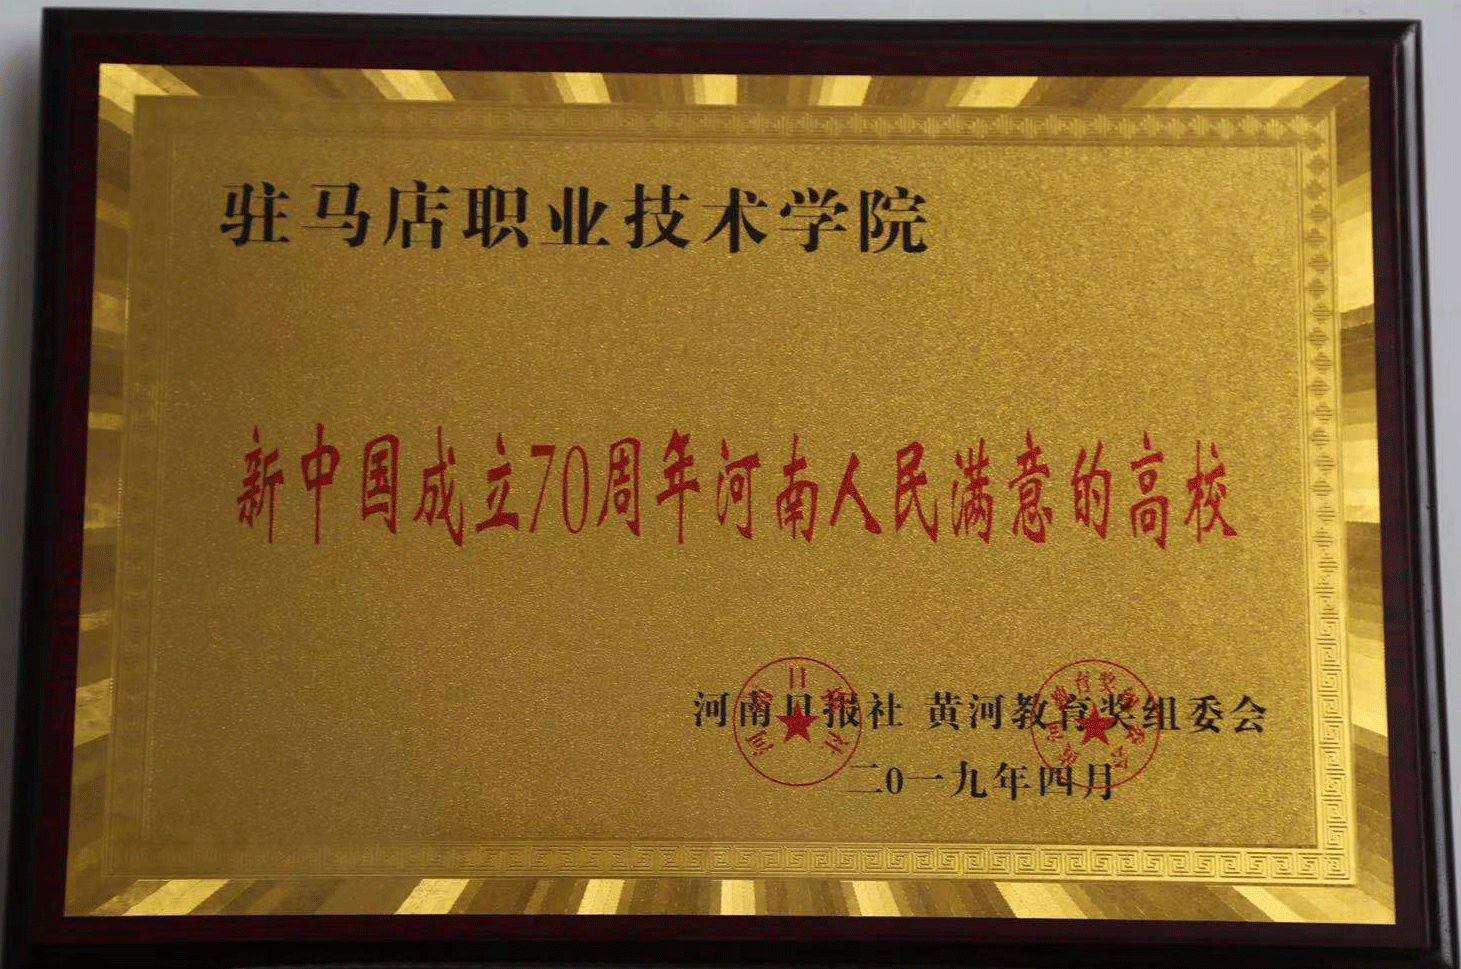 驻马店职业技术学院
新中国成立70周年河南人民满意的高校
河南日报社 黄河教育奖组委会
二0一九年四月